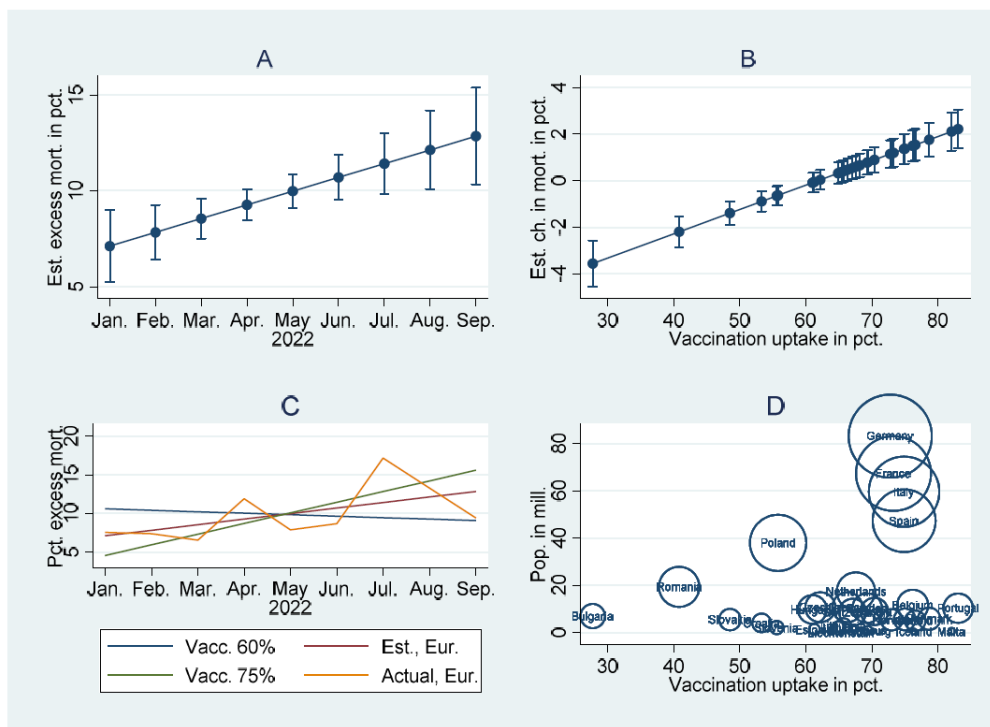 A
Est. excess mort. in pct.
15
10
5
Jan. Feb. Mar. Apr. May Jun. Jul. Aug. Sep.
2022
B
Est. ch. in mort. in pct.
4
2
0
-2
-4
30 40 50 60 70 80
Vaccination uptake in pct.
C
Pct. excess mort.
20
15
10
5
Jan. Feb. Mar. Apr. May Jun. Jul. Aug. Sep.
2022
Vacc. 60% Est., Eur.
Vacc. 75% Actual, Eur.
D
Pop. in mill.
80
60
40
20
0
Germany
France
Italy
Spain
Poland
Romania
Netherlands
Belgium
Portugal
Bulgaria
Slovakia
Iceland
Malta
30 40 50 60 70 80
Vaccination uptake in pct.